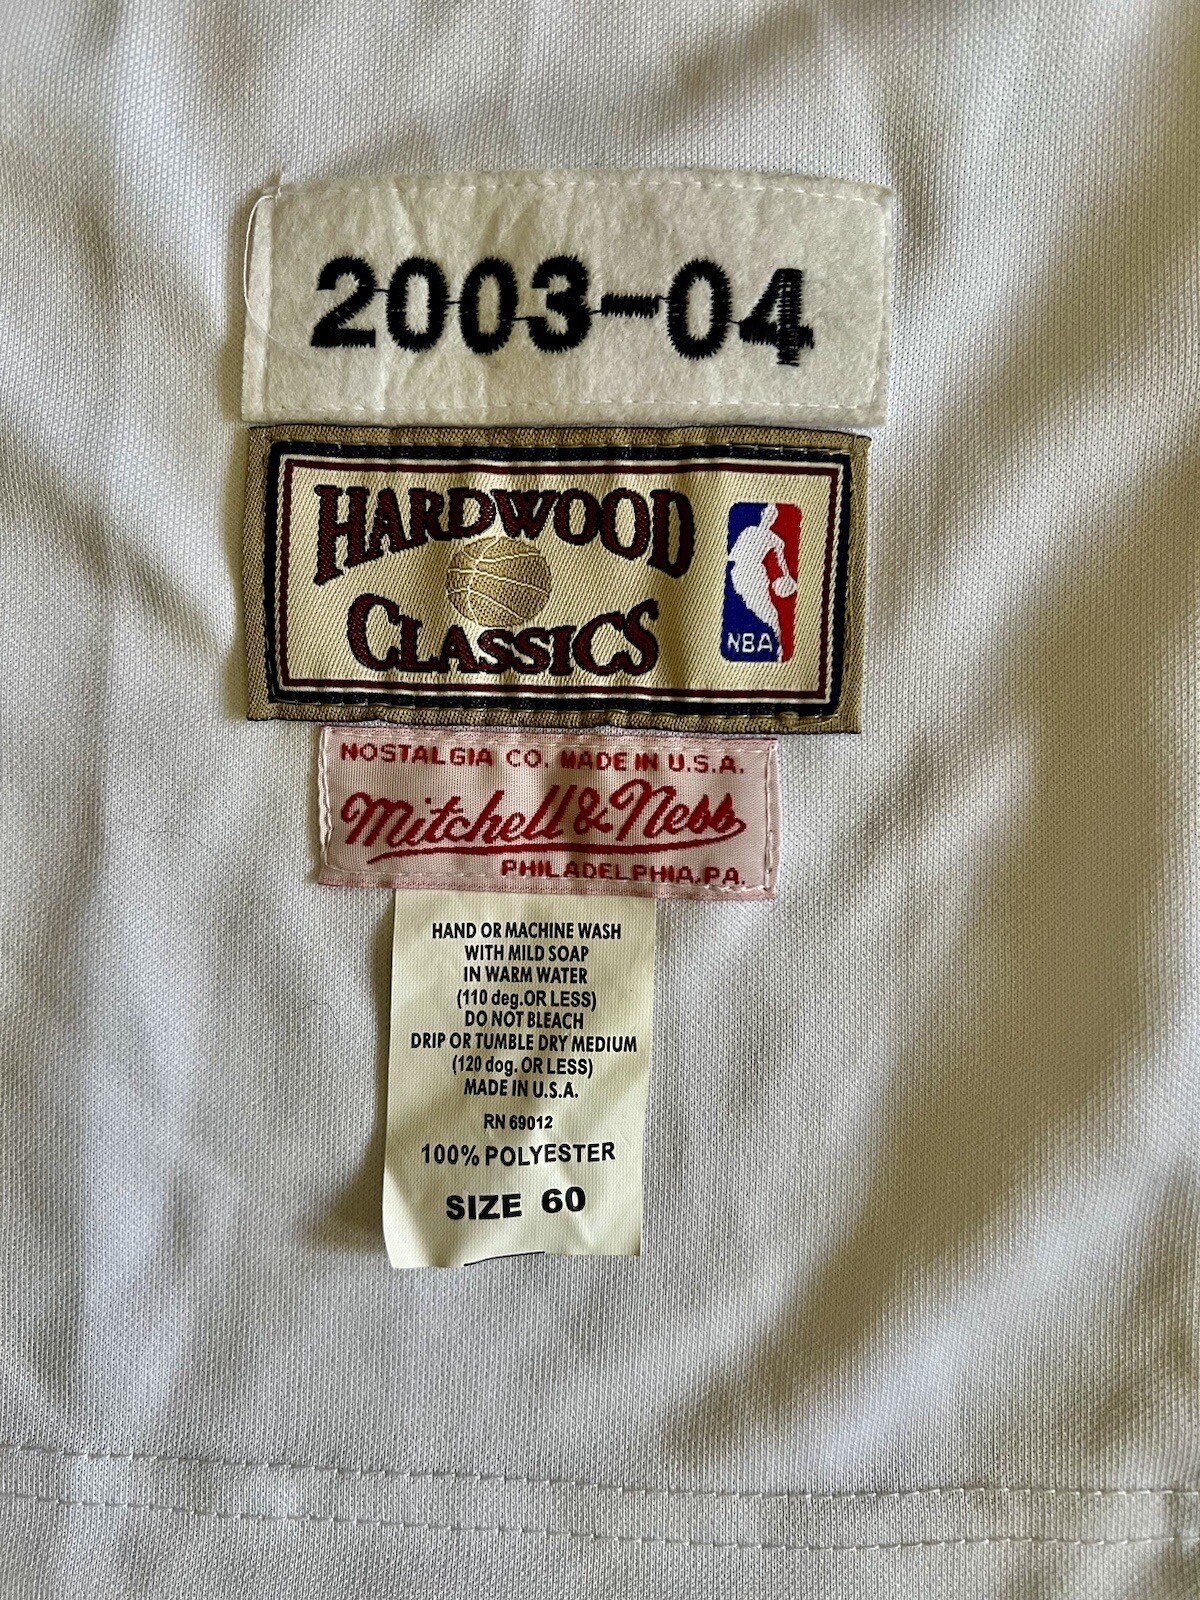 2003-04
HARDWOOD
CLASSICS
NBA
NOSTALGIA CO. MADE IN U.S.A.
Mitchell & Ness
PHILADELPHIA, PA.
HAND OR MACHINE WASH
WITH MILD SOAP
IN WARM WATER
(110 deg.OR LESS)
DO NOT BLEACH
DRIP OR TUMBLE DRY MEDIUM
(120 dog. OR LESS)
MADE IN U.S.A.
RN 69012
100% POLYESTER
SIZE 60